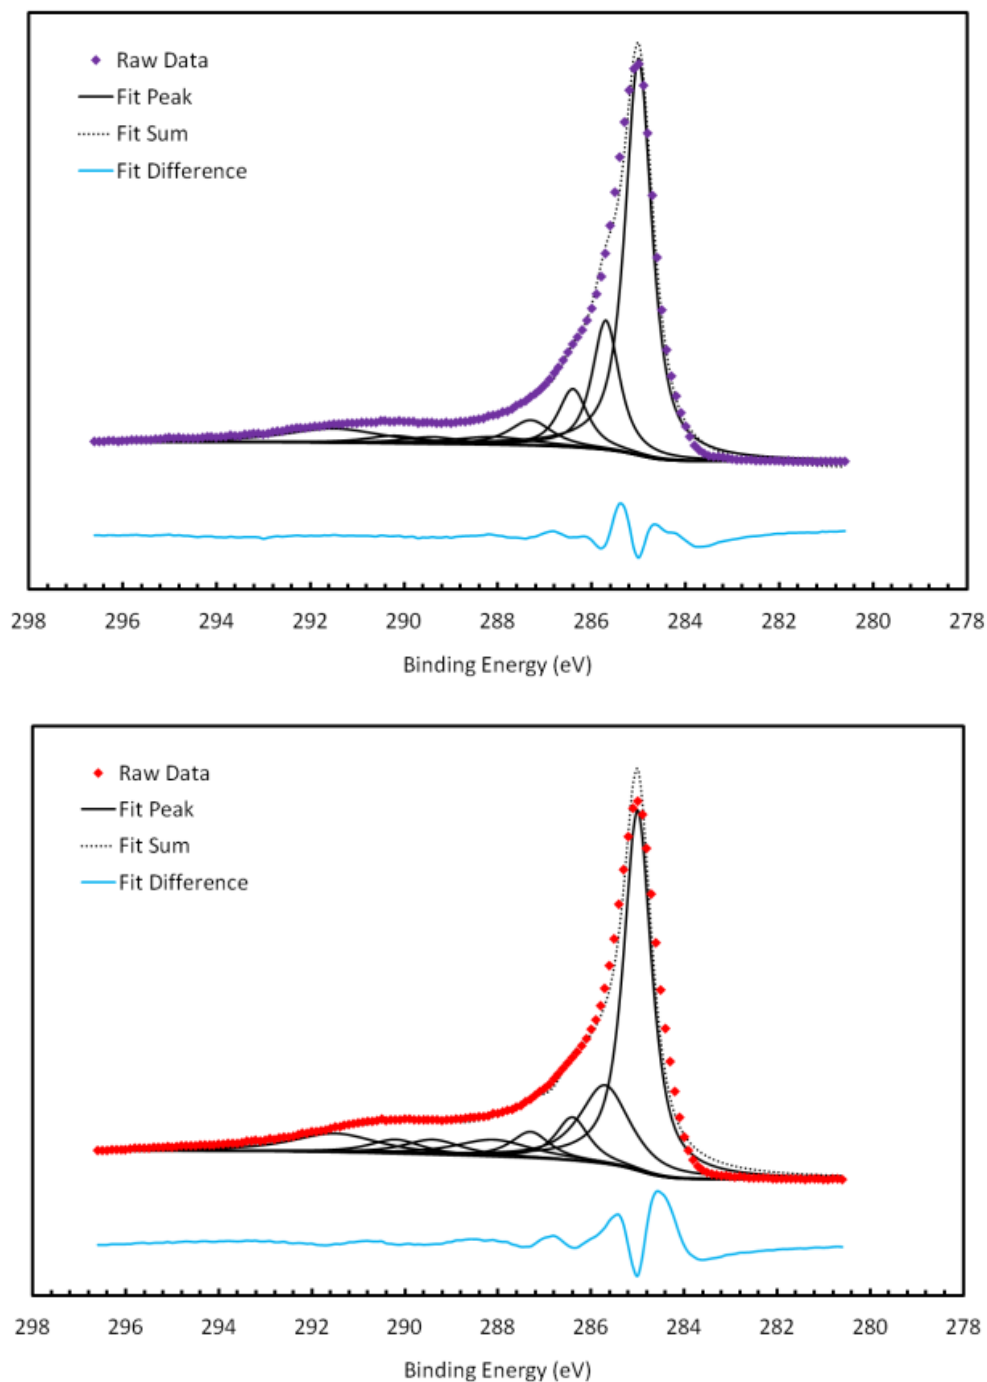 Raw Data
Fit Peak
Fit Sum
Fit Difference
298 296 294 292 290 288 286 284 282 280 278
Binding Energy (eV)
Raw Data
Fit Peak
Fit Sum
Fit Difference
298 296 294 292 290 288 286 284 282 280 278
Binding Energy (eV)